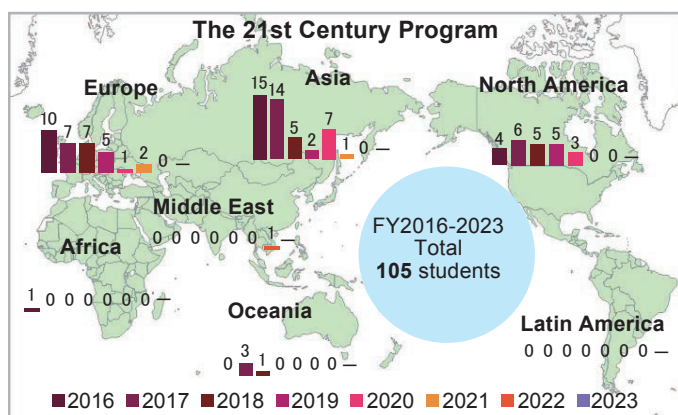 The 21st Century Program
Europe
10 7 7 5 1 2 0 —
Asia
15 14 5 2 7 1 0 —
North America
4 6 5 5 3 0 0 —
Middle East
0 0 0 0 0 0 1 —
FY2016-2023
Total
105 students
Africa
1 0 0 0 0 0 0 —
Oceania
0 3 1 0 0 0 0 —
Latin America
0 0 0 0 0 0 0 —
2016 2017 2018 2019 2020 2021 2022 2023